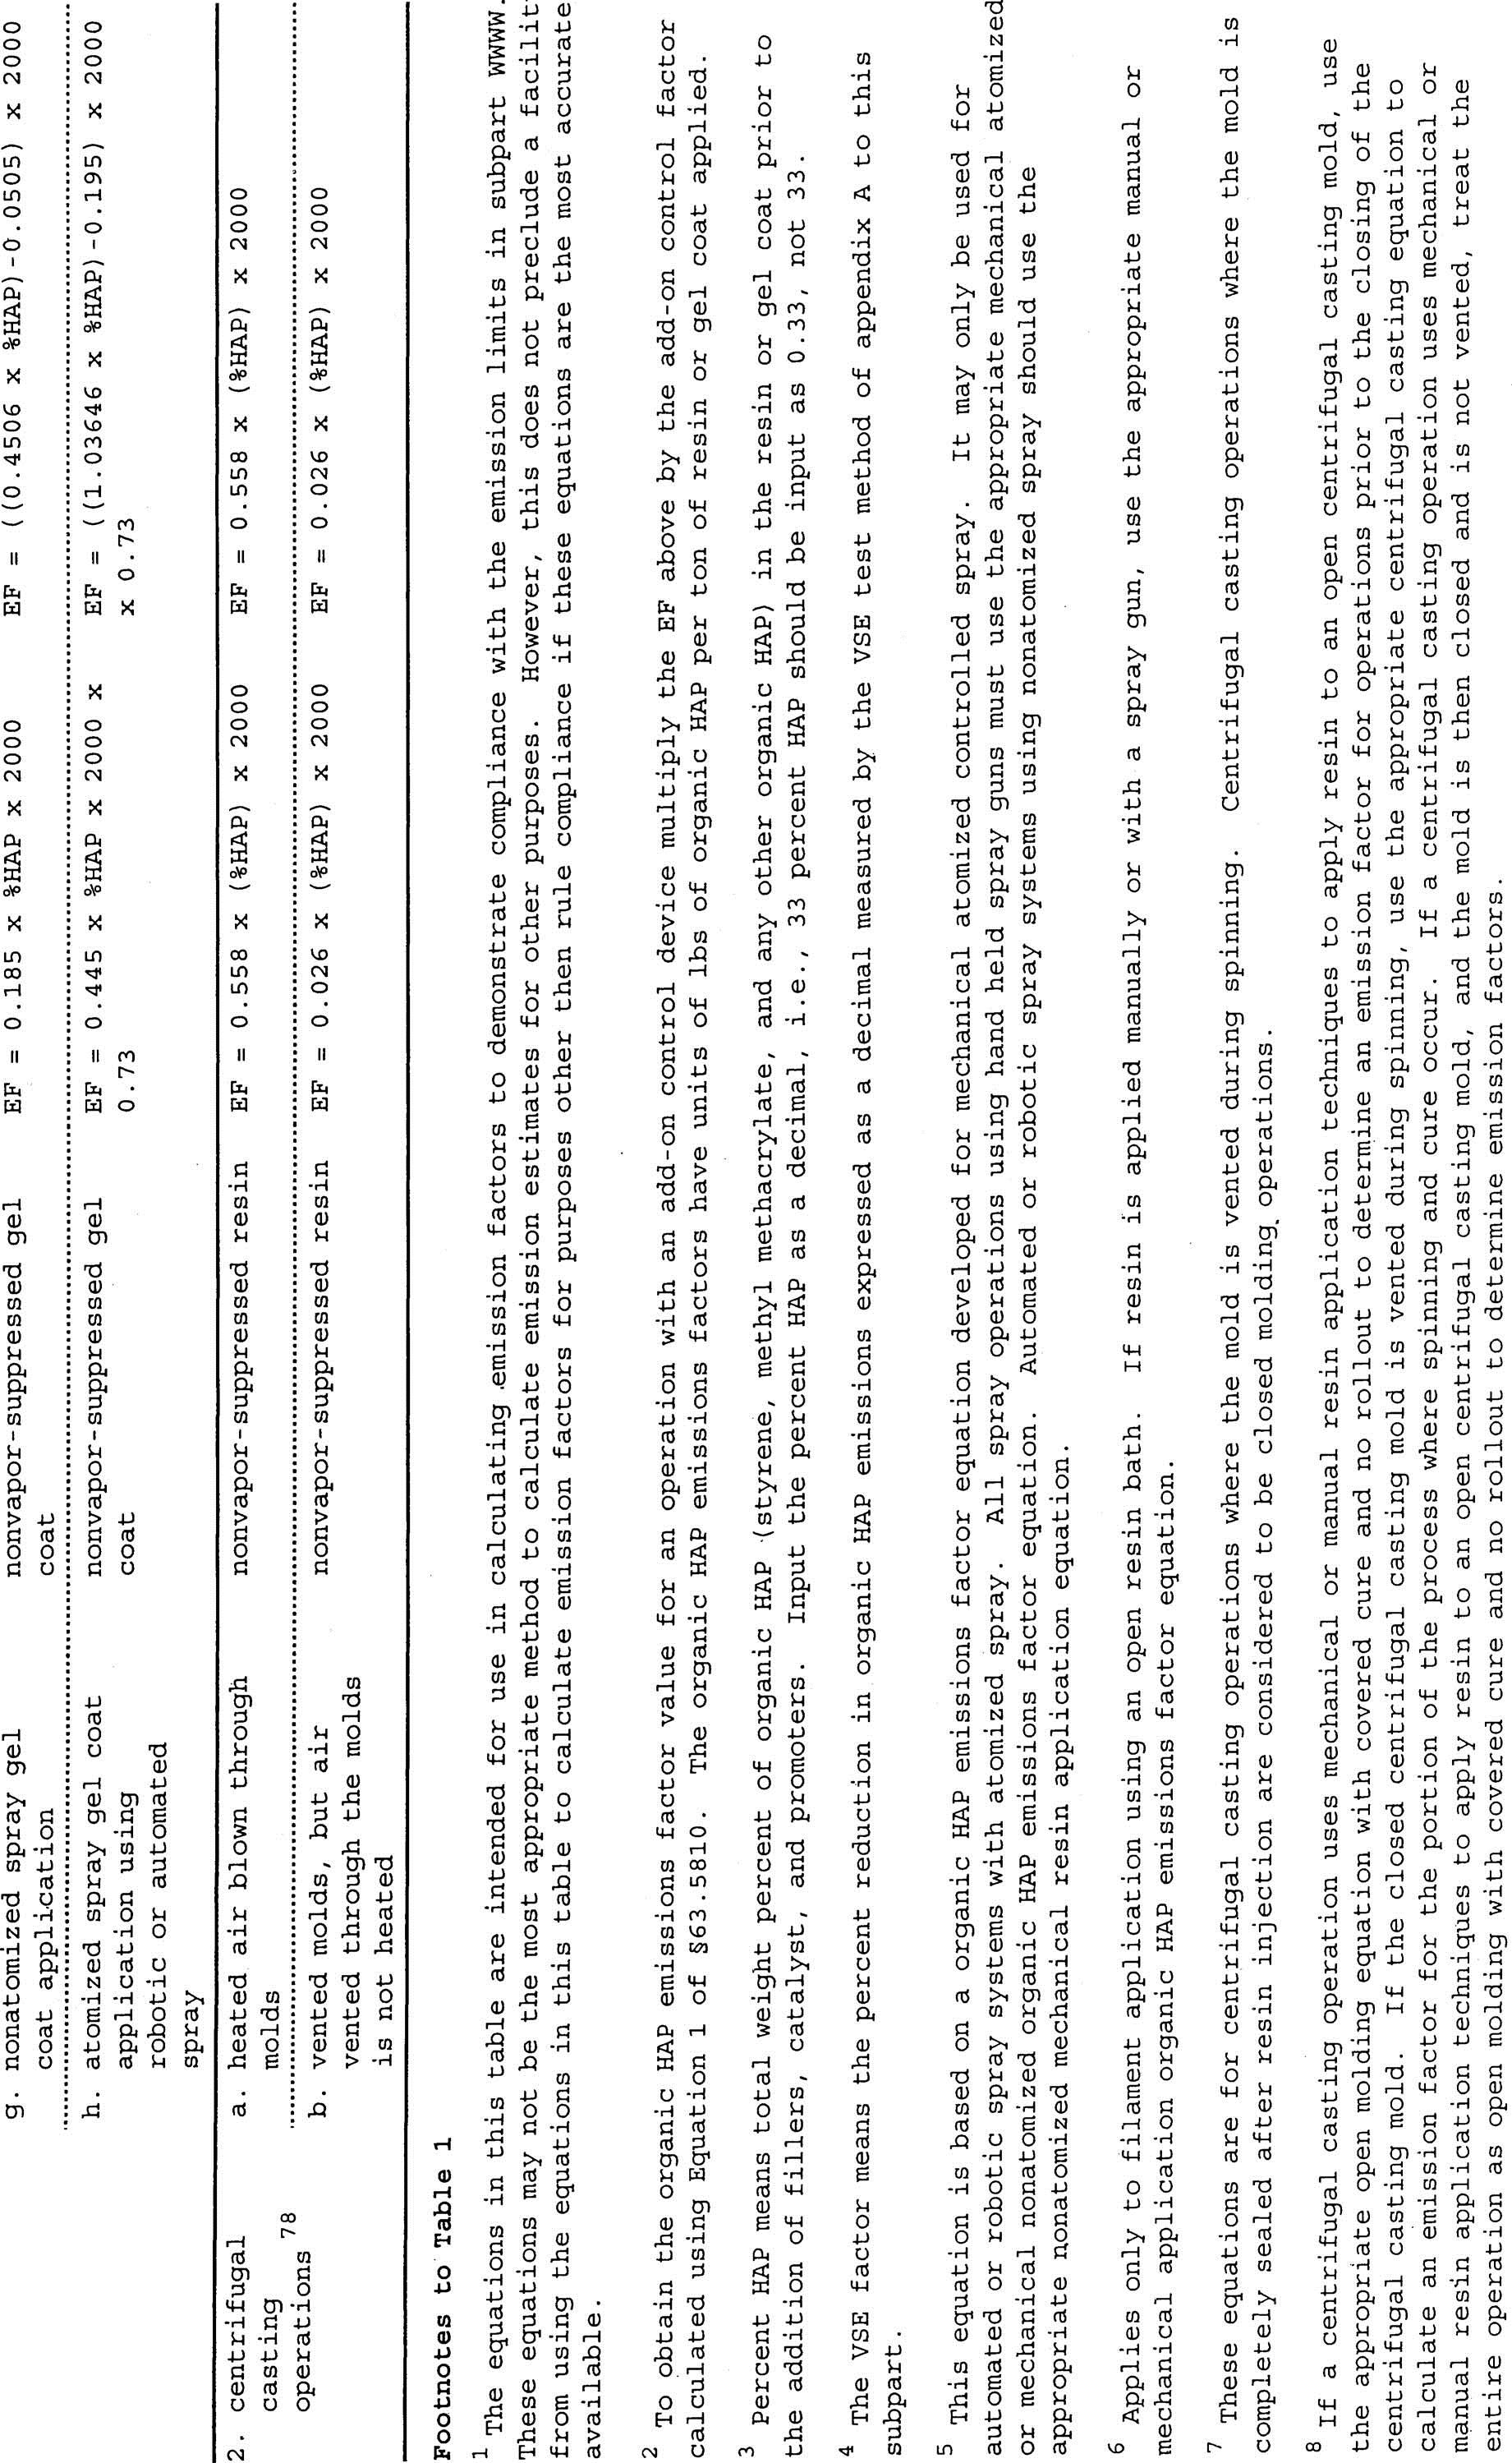 g. nonatomized spray gel nonvapor-suppressed gel EF = 0.185 x %HAP x 2000 EF = ((0.4506 x %HAP)-0.0505) x 2000
coat application coat
h. atomized spray gel coat nonvapor-suppressed gel EF = 0.445 x %HAP x 2000 x EF = ((1.03646 x %HAP)-0.195) x 2000
application using coat 0.73 x 0.73
robotic or automated
spray
2. centrifugal a. heated air blown through nonvapor-suppressed resin EF = 0.558 x (%HAP) x 2000 EF = 0.558 x (%HAP) x 2000
casting molds
operations 78 b. vented molds, but air nonvapor-suppressed resin EF = 0.026 x (%HAP) x 2000 EF = 0.026 x (%HAP) x 2000
vented through the molds
is not heated
Footnotes to Table 1
1 The equations in this table are intended for use in calculating emission factors to demonstrate compliance with the emission limits in subpart WWWW.
These equations may not be the most appropriate method to calculate emission estimates for other purposes. However, this does not preclude a facilit
from using the equations in this table to calculate emission factors for purposes other then rule compliance if these equations are the most accurate
available.
2 To obtain the organic HAP emissions factor value for an operation with an add-on control device multiply the EF above by the add-on control factor
calculated using Equation 1 of §63.5810. The organic HAP emissions factors have units of lbs of organic HAP per ton of resin or gel coat applied.
3 Percent HAP means total weight percent of organic HAP (styrene, methyl methacrylate, and any other organic HAP) in the resin or gel coat prior to
the addition of fillers, catalyst, and promoters. Input the percent HAP as a decimal, i.e., 33 percent HAP should be input as 0.33, not 33.
4 The VSE factor means the percent reduction in organic HAP emissions expressed as a decimal measured by the VSE test method of appendix A to this
subpart.
5 This equation is based on a organic HAP emissions factor equation developed for mechanical atomized controlled spray. It may only be used for
automated or robotic spray systems with atomized spray. All spray operations using hand held spray guns must use the appropriate mechanical atomized
or mechanical nonatomized organic HAP emissions factor equation. Automated or robotic spray systems using nonatomized spray should use the
appropriate nonatomized mechanical resin application equation.
6 Applies only to filament application using an open resin bath. If resin is applied manually or with a spray gun, use the appropriate manual or
mechanical application organic HAP emissions factor equation.
7 These equations are for centrifugal casting operations where the mold is vented during spinning. Centrifugal casting operations where the mold is
completely sealed after resin injection are considered to be closed molding operations.
8 If a centrifugal casting operation uses mechanical or manual resin application techniques to apply resin to an open centrifugal casting mold, use
the appropriate open molding equation with covered cure and no rollout to determine an emission factor for operations prior to the closing of the
centrifugal casting mold. If the closed centrifugal casting mold is vented during spinning, use the appropriate centrifugal casting equation to
calculate an emission factor for the portion of the process where spinning and cure occur. If a centrifugal casting operation uses mechanical or
manual resin application techniques to apply resin to an open centrifugal casting mold, and the mold is then closed and is not vented, treat the
entire operation as open molding with covered cure and no rollout to determine emission factors.